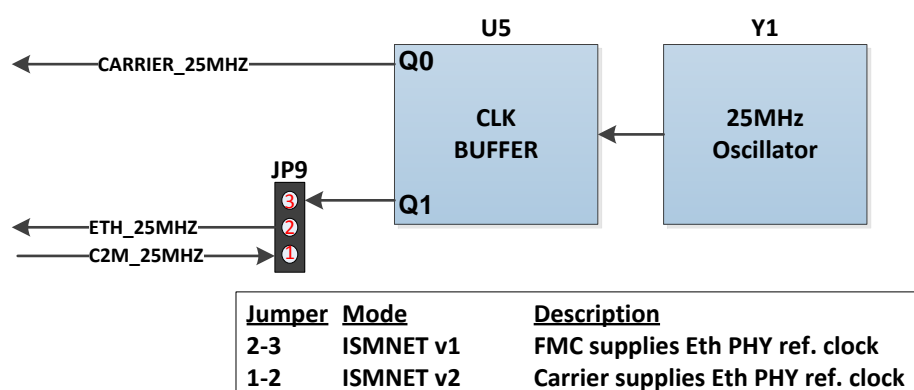 U5
Y1
CARRIER_25MHZ
Q0
CLK
BUFFER
25MHz
Oscillator
JP9
3
Q1
ETH_25MHZ
2
C2M_25MHZ
1
Jumper Mode Description
2-3 ISMNET v1 FMC supplies Eth PHY ref. clock
1-2 ISMNET v2 Carrier supplies Eth PHY ref. clock